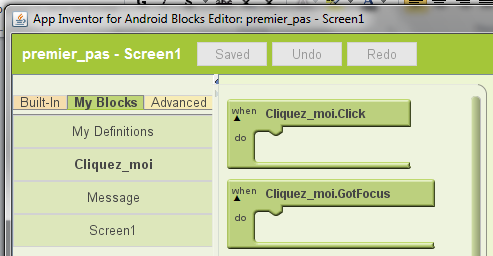 App Inventor for Android Blocks Editor: premier_pas - Screen1
premier_pas - Screen1 Saved Undo Redo
Built-In My Blocks Advanced
My Definitions
Cliquez_moi
Message
Screen1
when Cliquez_moi.Click
do
when Cliquez_moi.GotFocus
do